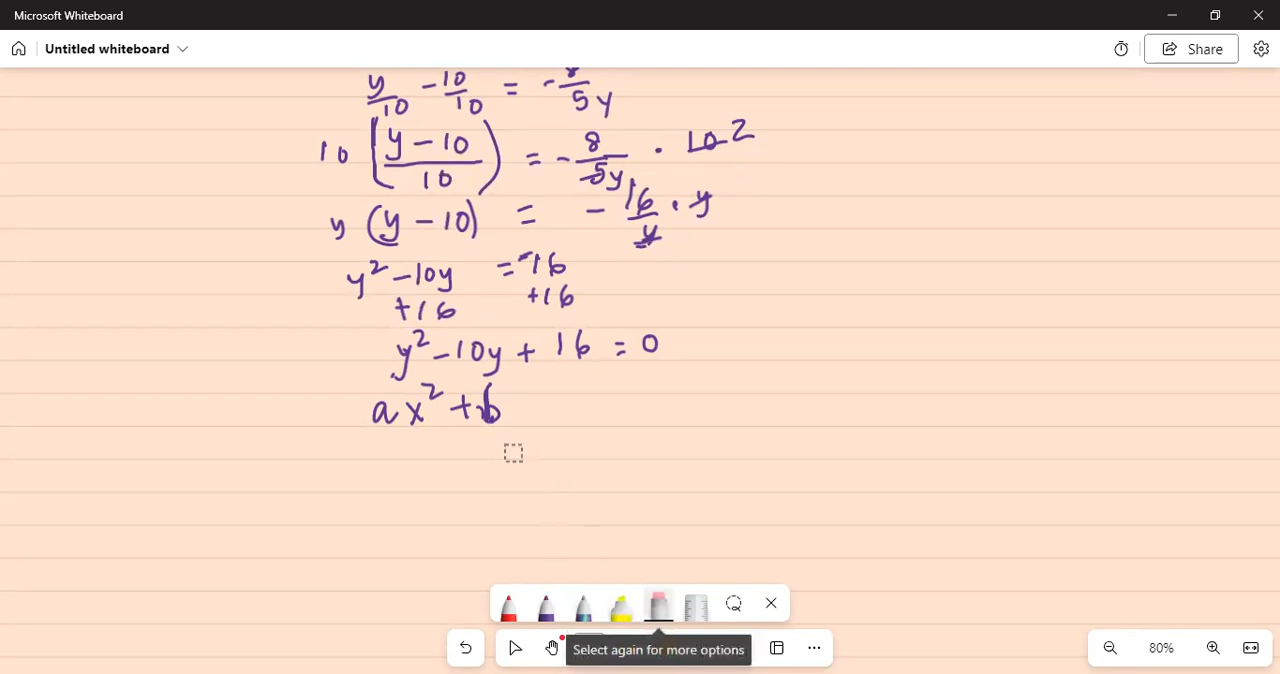 Microsoft Whiteboard
Untitled whiteboard
Share
y/10 - 10/10 = - 8/5y
10 (y - 10 / 10) = - 8/5y · 10 2
y (y - 10) = - 16/y · y
y² - 10y = -16
+16 +16
y² - 10y + 16 = 0
ax² + b
Select again for more options
80%